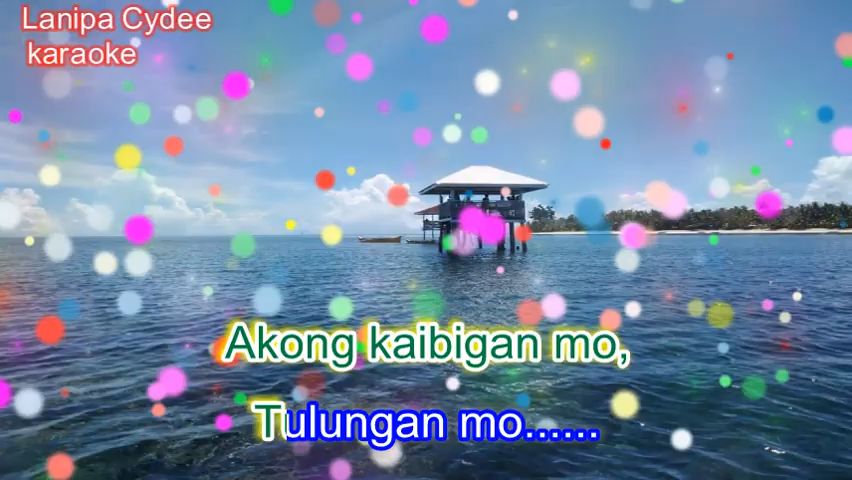 Lanipa Cydee
karaoke
Akong kaibigan mo,
Tulungan mo......